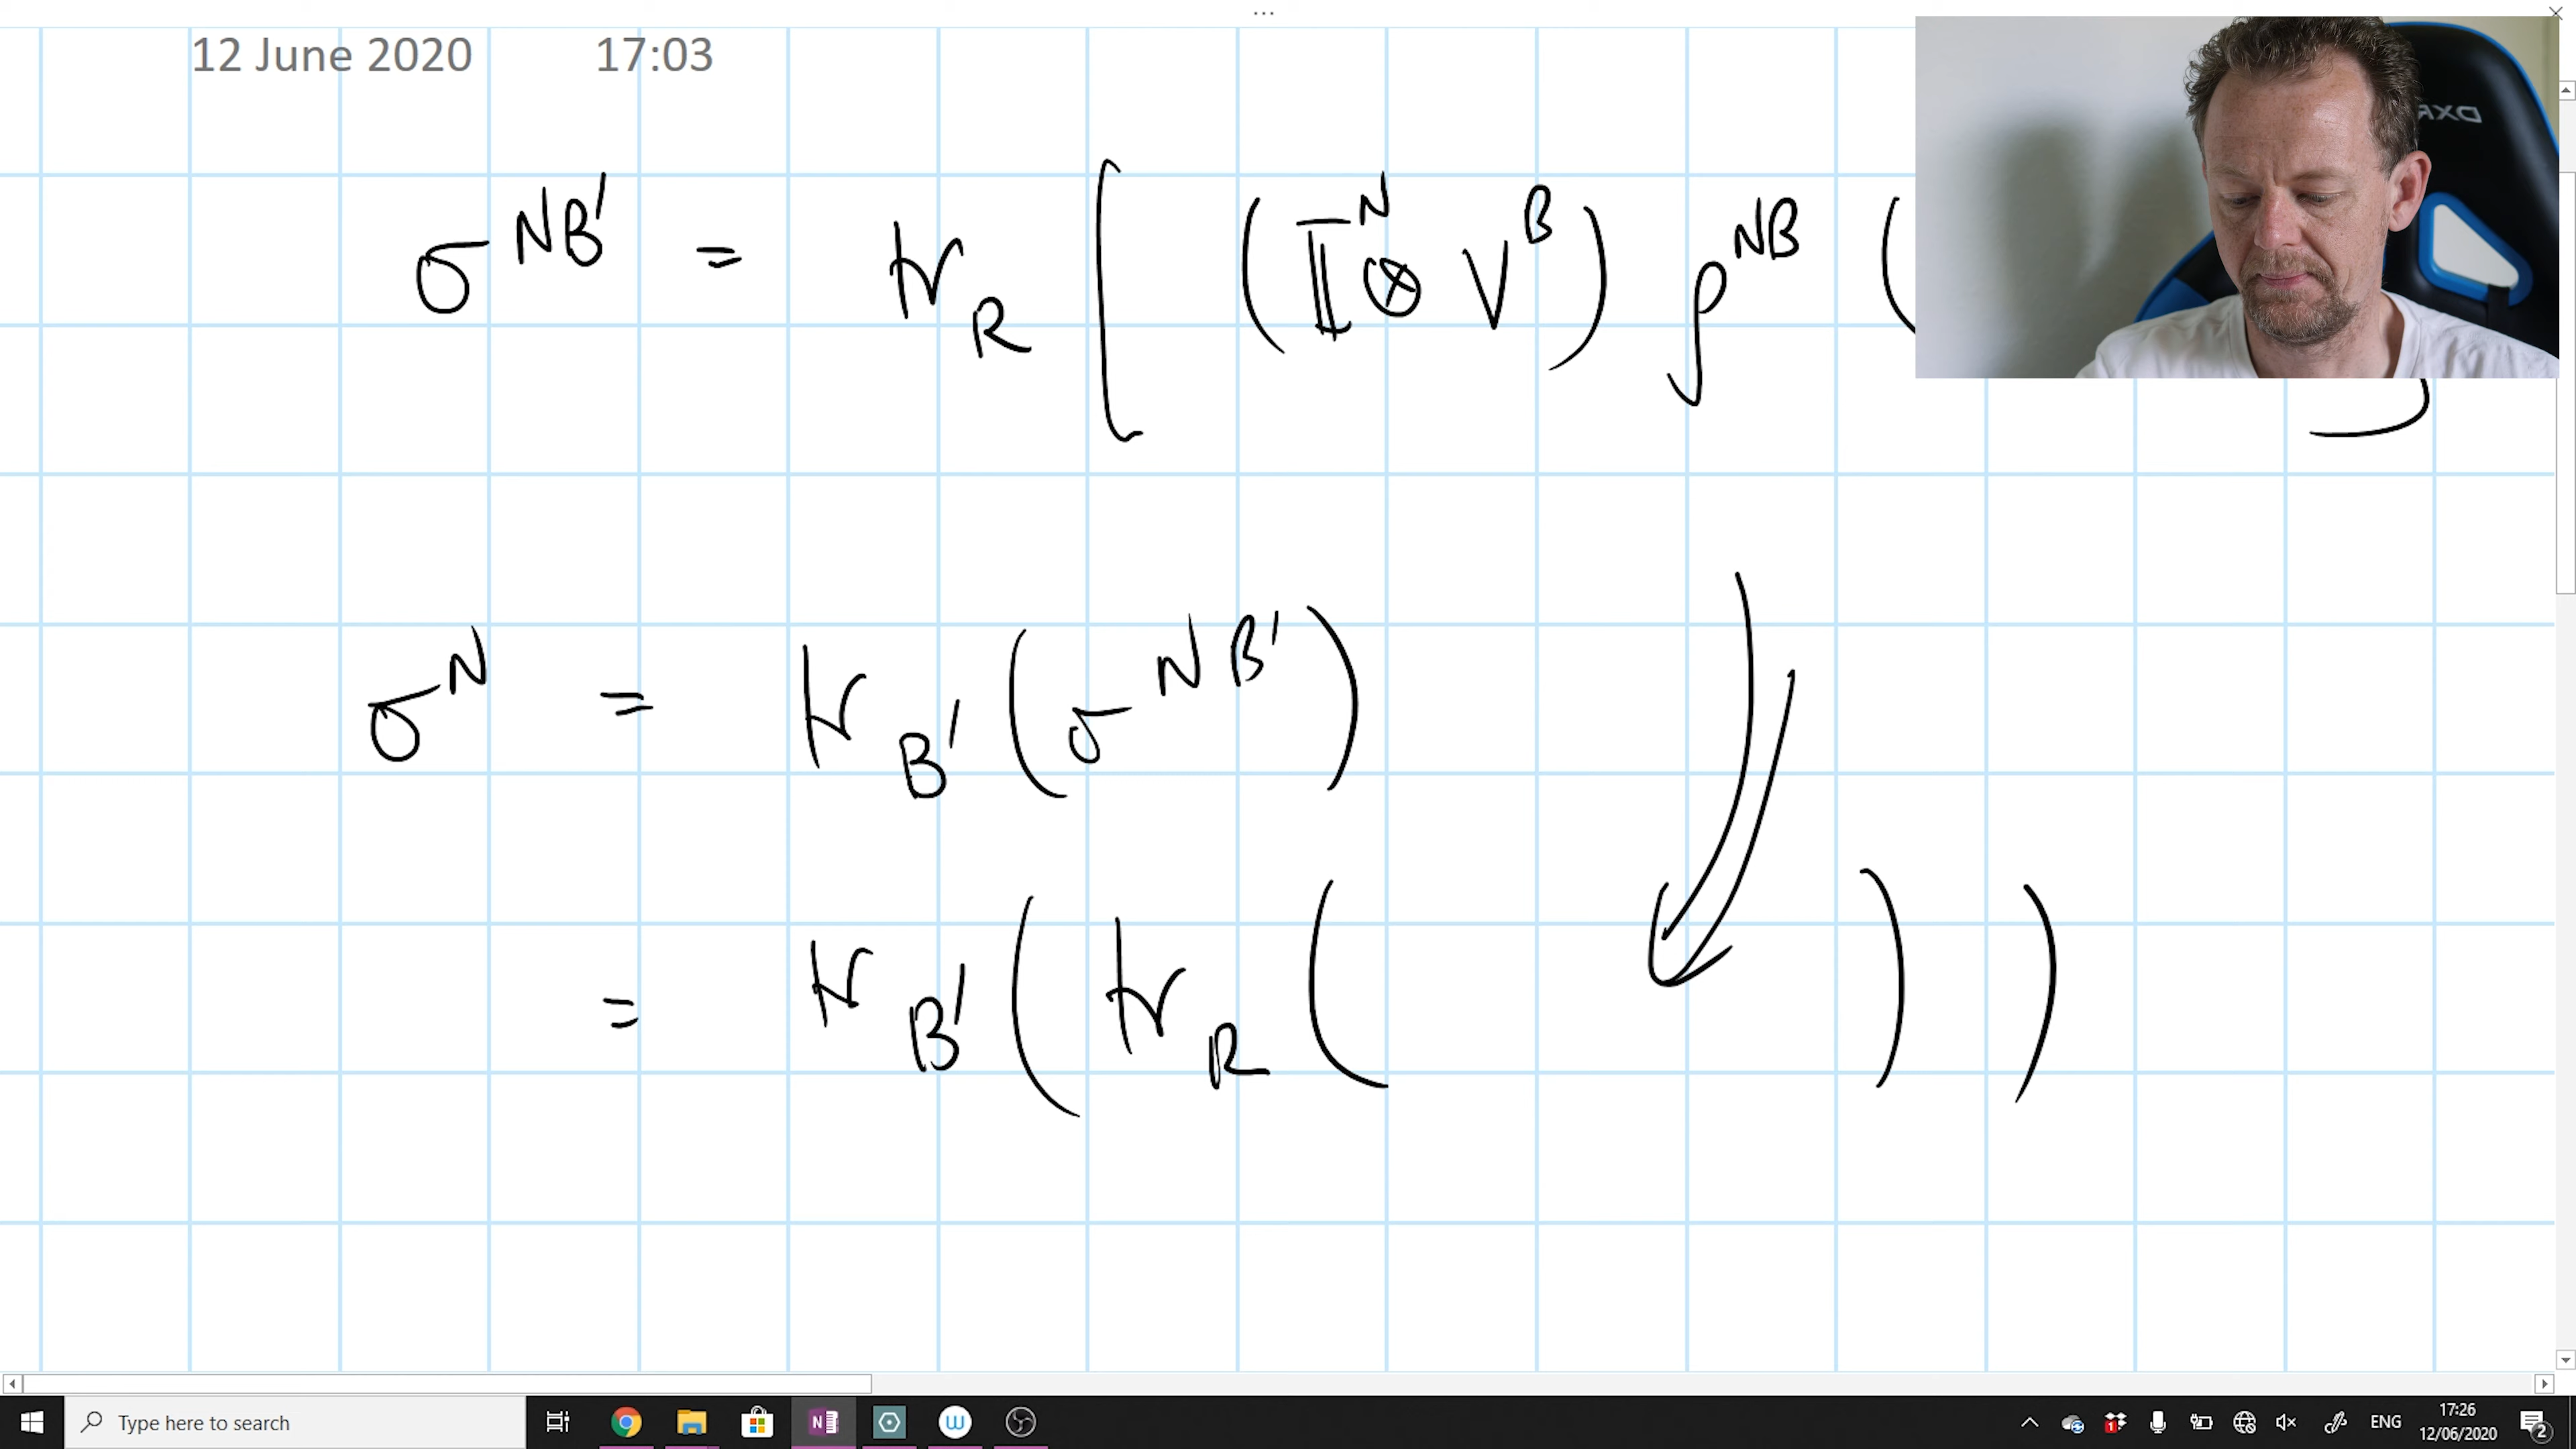 12 June 2020 17:03
σ^{NB'} = tr_R [ (𝕀^N ⊗ V^B) ρ^{NB} (
]
σ^N = tr_{B'} (σ^{NB'})
= tr_{B'} ( tr_R ( ) )
Type here to search
ENG
17:26
12/06/2020
2